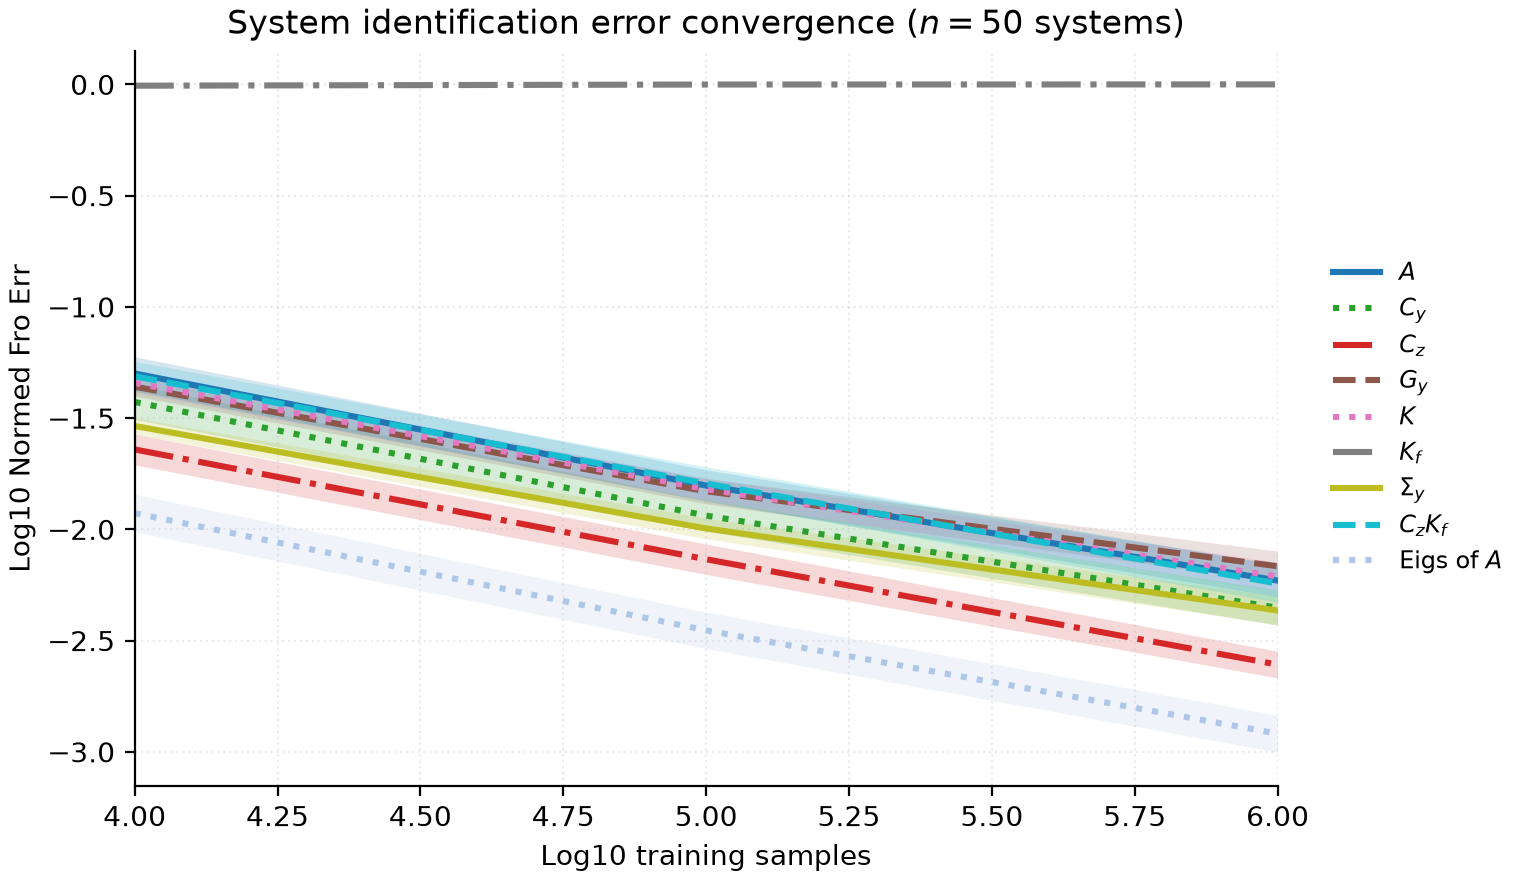 System identification error convergence (n = 50 systems)
Log10 Normed Fro Err
0.0
−0.5
−1.0
−1.5
−2.0
−2.5
−3.0
4.00 4.25 4.50 4.75 5.00 5.25 5.50 5.75 6.00
Log10 training samples
A
C_y
C_z
G_y
K
K_f
Σ_y
C_zK_f
Eigs of A